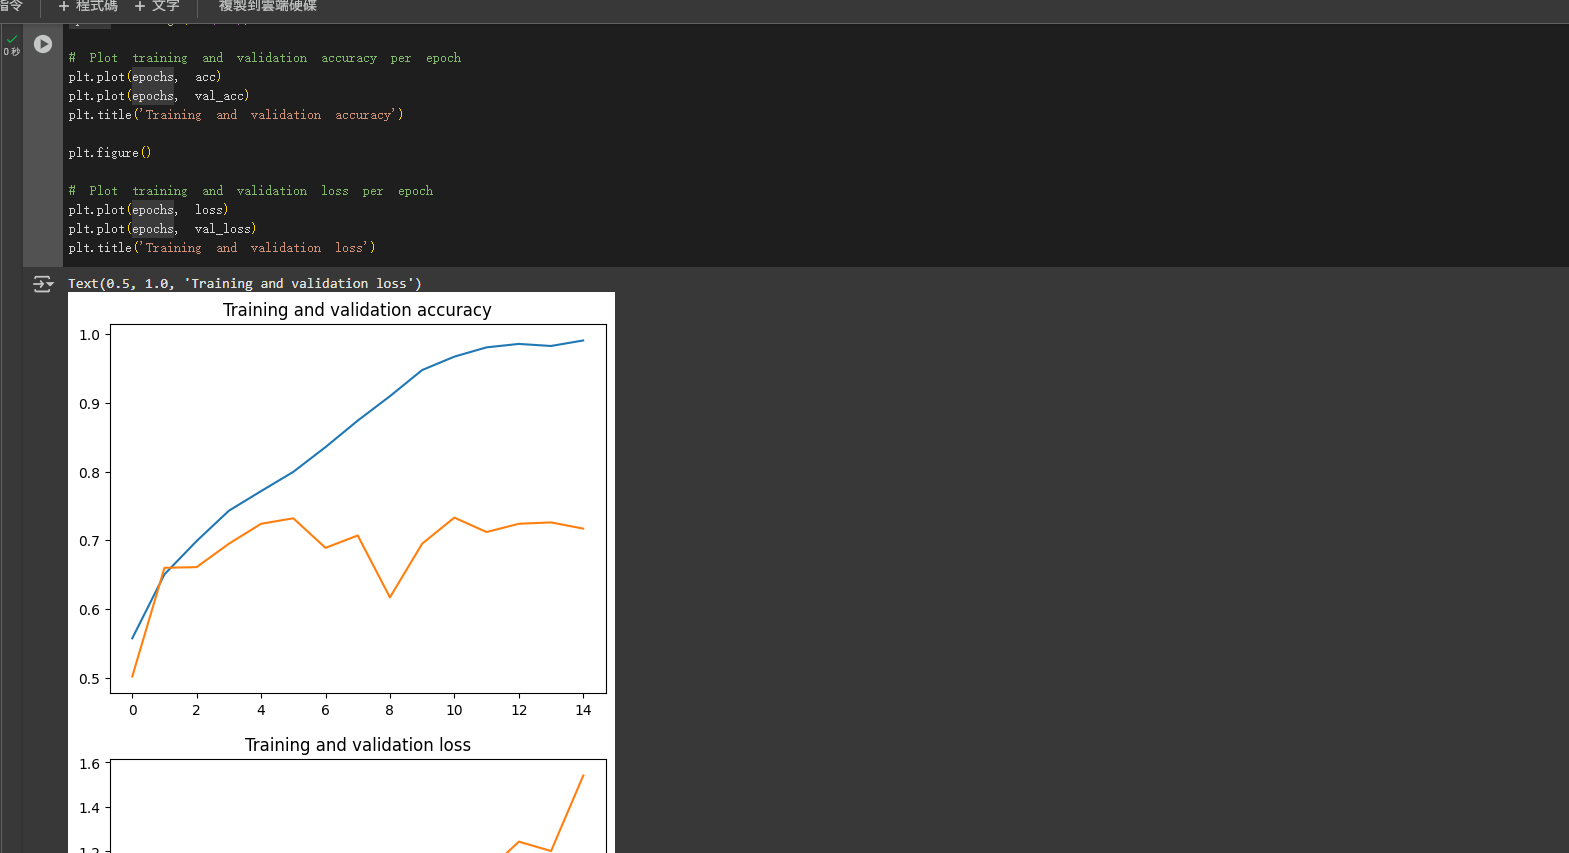 指令 + 程式碼 + 文字 複製到雲端硬碟
0 秒
# Plot training and validation accuracy per epoch
plt.plot(epochs, acc)
plt.plot(epochs, val_acc)
plt.title('Training and validation accuracy')
plt.figure()
# Plot training and validation loss per epoch
plt.plot(epochs, loss)
plt.plot(epochs, val_loss)
plt.title('Training and validation loss')
Text(0.5, 1.0, 'Training and validation loss')
Training and validation accuracy
1.0
0.9
0.8
0.7
0.6
0.5
0 2 4 6 8 10 12 14
Training and validation loss
1.6
1.4
1.2